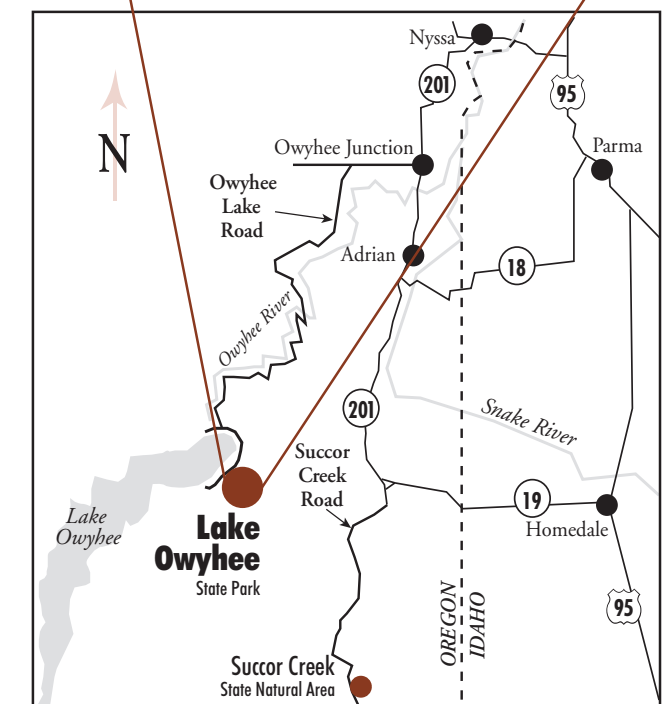 Nyssa
201
95
N
Owyhee Junction
Parma
Owyhee
Lake
Road
Adrian
18
Owyhee River
201
Snake River
Succor
Creek
Road
19
Homedale
Lake
Owyhee
Lake
Owyhee
State Park
OREGON
IDAHO
95
Succor Creek
State Natural Area